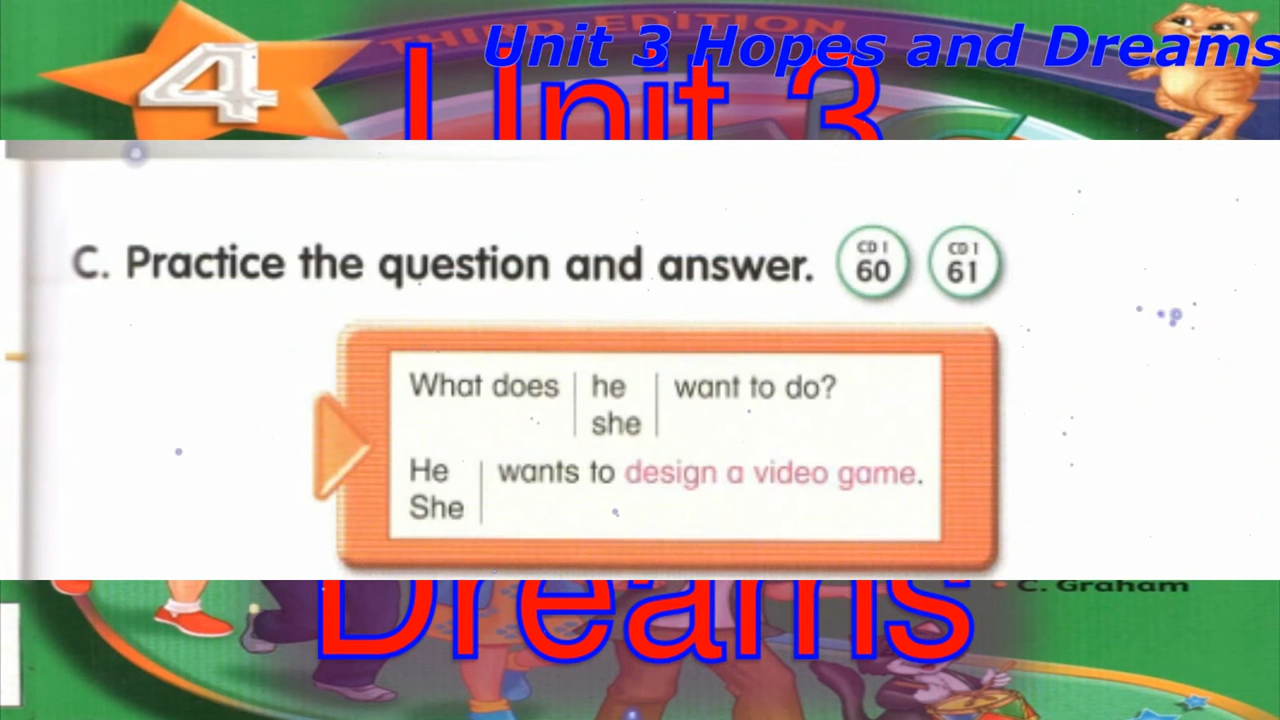 THIRD EDITION
4
Unit 3 Hopes and Dreams
Unit 3
C. Practice the question and answer.
CD 1
60
CD 1
61
What does he want to do?
she
He wants to design a video game.
She
C. Graham
Dreams